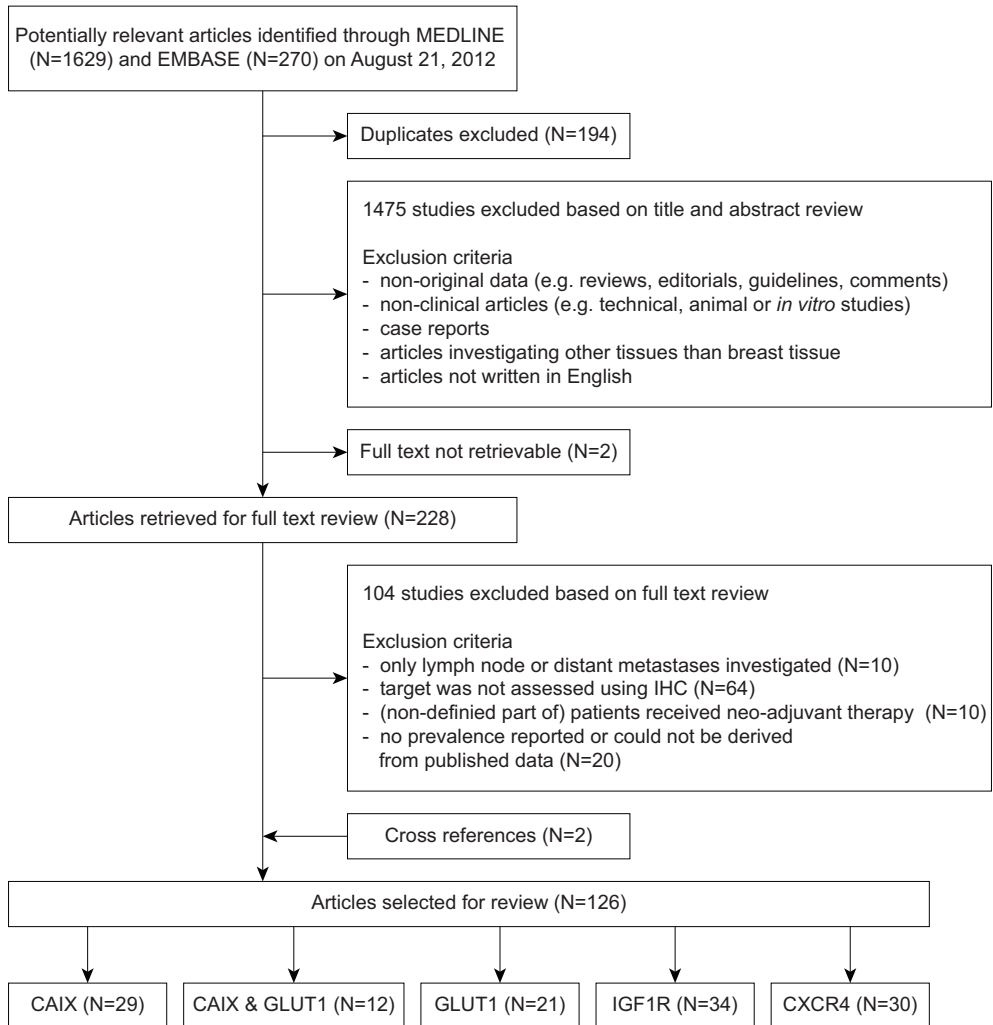 Potentially relevant articles identified through MEDLINE
(N=1629) and EMBASE (N=270) on August 21, 2012
Duplicates excluded (N=194)
1475 studies excluded based on title and abstract review
Exclusion criteria
- non-original data (e.g. reviews, editorials, guidelines, comments)
- non-clinical articles (e.g. technical, animal or in vitro studies)
- case reports
- articles investigating other tissues than breast tissue
- articles not written in English
Full text not retrievable (N=2)
Articles retrieved for full text review (N=228)
104 studies excluded based on full text review
Exclusion criteria
- only lymph node or distant metastases investigated (N=10)
- target was not assessed using IHC (N=64)
- (non-definied part of) patients received neo-adjuvant therapy (N=10)
- no prevalence reported or could not be derived
from published data (N=20)
Cross references (N=2)
Articles selected for review (N=126)
CAIX (N=29)
CAIX & GLUT1 (N=12)
GLUT1 (N=21)
IGF1R (N=34)
CXCR4 (N=30)